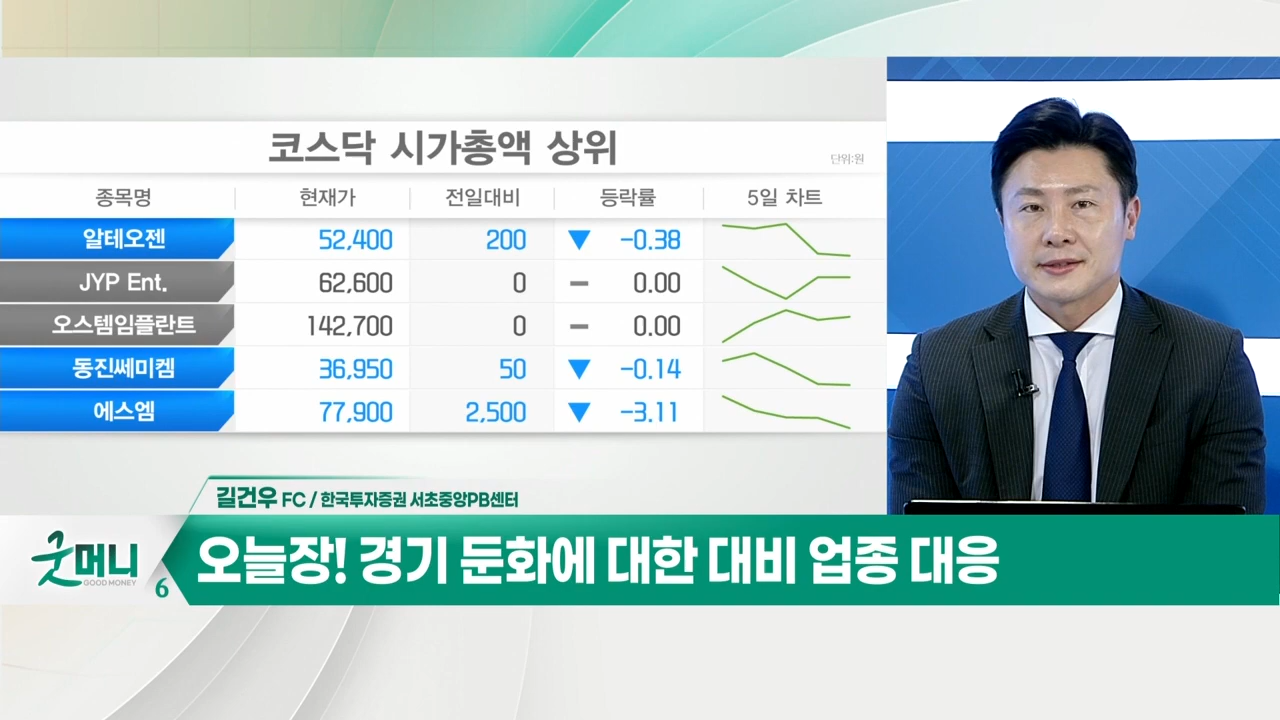 코스닥 시가총액 상위
단위:원
종목명 현재가 전일대비 등락률 5일 차트
알테오젠 52,400 200 ▼ -0.38
JYP Ent. 62,600 0 - 0.00
오스템임플란트 142,700 0 - 0.00
동진쎄미켐 36,950 50 ▼ -0.14
에스엠 77,900 2,500 ▼ -3.11
길건우 FC / 한국투자증권 서초중앙PB센터
굿머니
GOOD MONEY
6
오늘장! 경기 둔화에 대한 대비 업종 대응